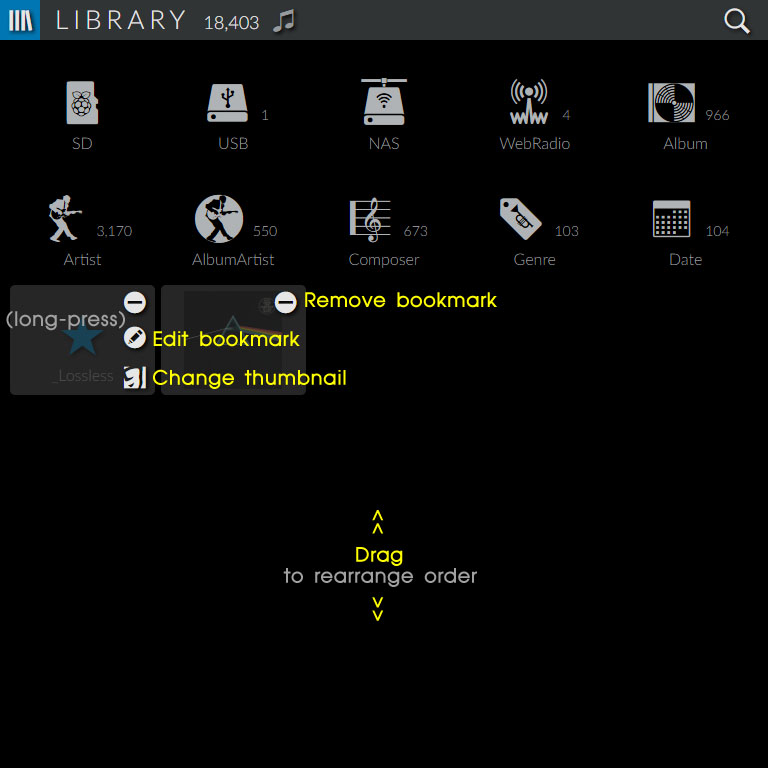 LIBRARY 18,403
SD
USB 1
NAS
WebRadio 4
Album 966
Artist 3,170
AlbumArtist 550
Composer 673
Genre 103
Date 104
(long-press)
Remove bookmark
Edit bookmark
_Lossless
Change thumbnail
^
^
Drag
to rearrange order
v
v